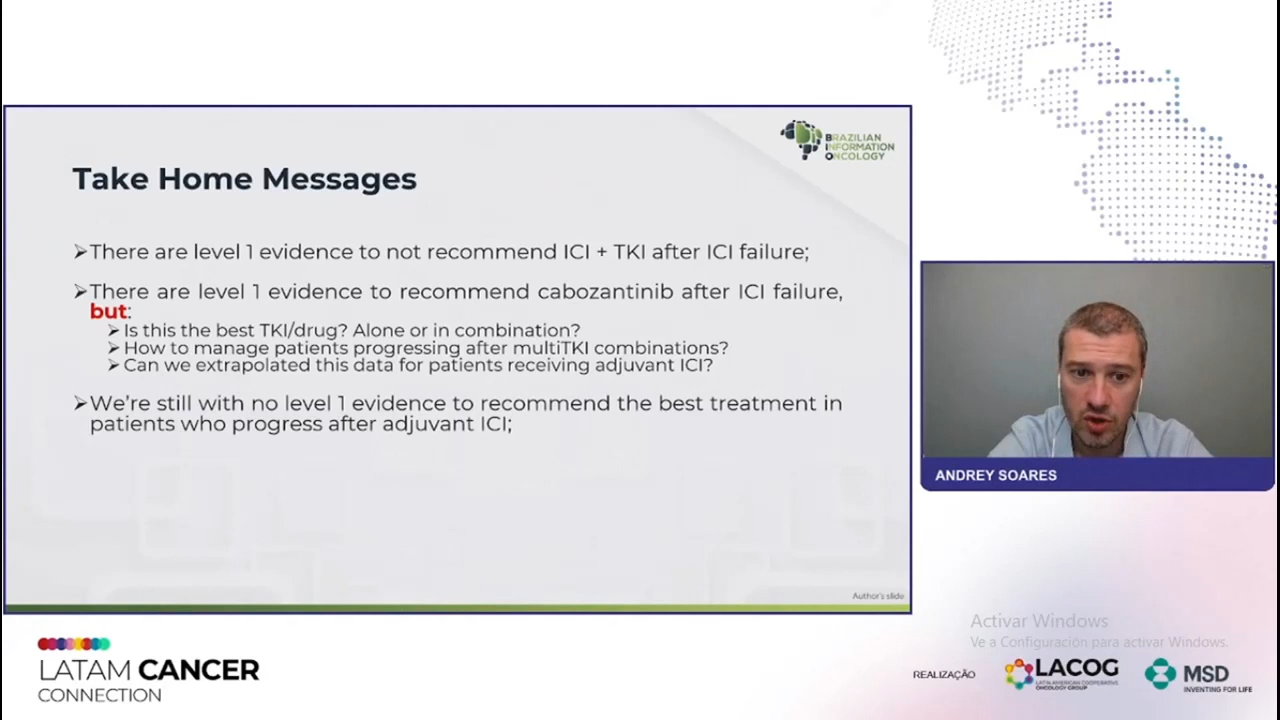 BRAZILIAN
INFORMATION
ONCOLOGY
Take Home Messages
➢There are level 1 evidence to not recommend ICI + TKI after ICI failure;
➢There are level 1 evidence to recommend cabozantinib after ICI failure,
but:
➢Is this the best TKI/drug? Alone or in combination?
➢How to manage patients progressing after multiTKI combinations?
➢Can we extrapolated this data for patients receiving adjuvant ICI?
➢We're still with no level 1 evidence to recommend the best treatment in
patients who progress after adjuvant ICI;
Author's slide
ANDREY SOARES
Activar Windows
Ve a Configuración para activar Windows.
LATAM CANCER
CONNECTION
REALIZAÇÃO
LACOG
LATIN AMERICAN COOPERATIVE
ONCOLOGY GROUP
MSD
INVENTING FOR LIFE